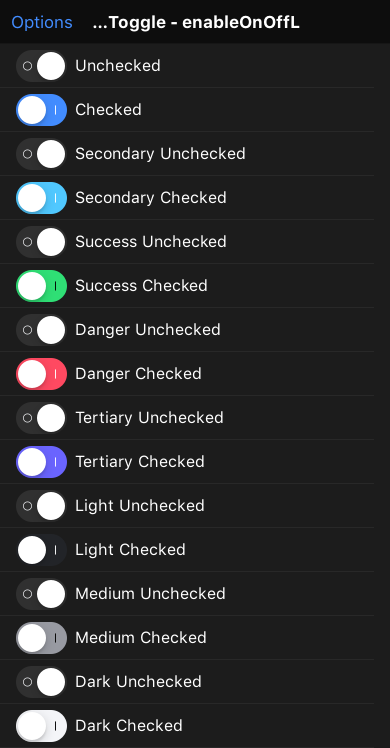 Options ...Toggle - enableOnOffL
Unchecked
Checked
Secondary Unchecked
Secondary Checked
Success Unchecked
Success Checked
Danger Unchecked
Danger Checked
Tertiary Unchecked
Tertiary Checked
Light Unchecked
Light Checked
Medium Unchecked
Medium Checked
Dark Unchecked
Dark Checked